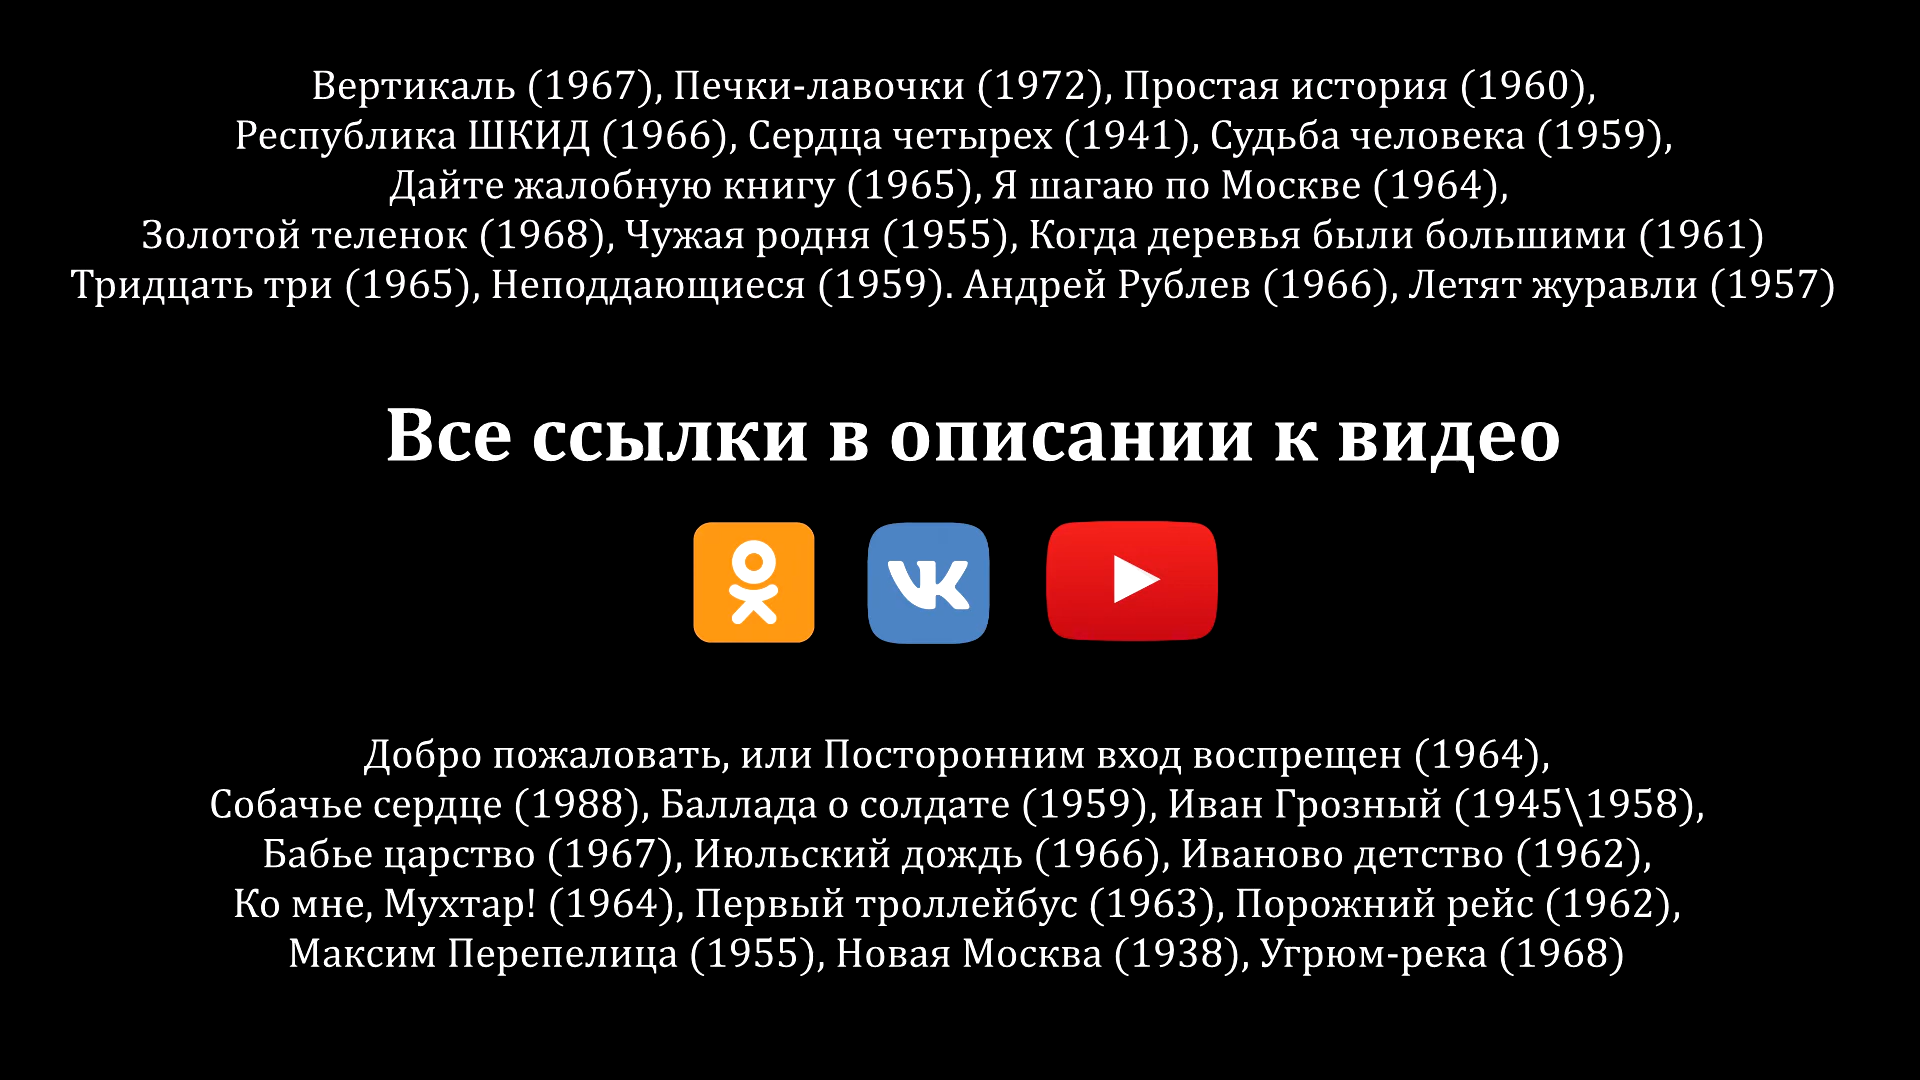 Вертикаль (1967), Печки-лавочки (1972), Простая история (1960),
Республика ШКИД (1966), Сердца четырех (1941), Судьба человека (1959),
Дайте жалобную книгу (1965), Я шагаю по Москве (1964),
Золотой теленок (1968), Чужая родня (1955), Когда деревья были большими (1961)
Тридцать три (1965), Неподдающиеся (1959). Андрей Рублев (1966), Летят журавли (1957)
Все ссылки в описании к видео
Добро пожаловать, или Посторонним вход воспрещен (1964),
Собачье сердце (1988), Баллада о солдате (1959), Иван Грозный (1945\1958),
Бабье царство (1967), Июльский дождь (1966), Иваново детство (1962),
Ко мне, Мухтар! (1964), Первый троллейбус (1963), Порожний рейс (1962),
Максим Перепелица (1955), Новая Москва (1938), Угрюм-река (1968)